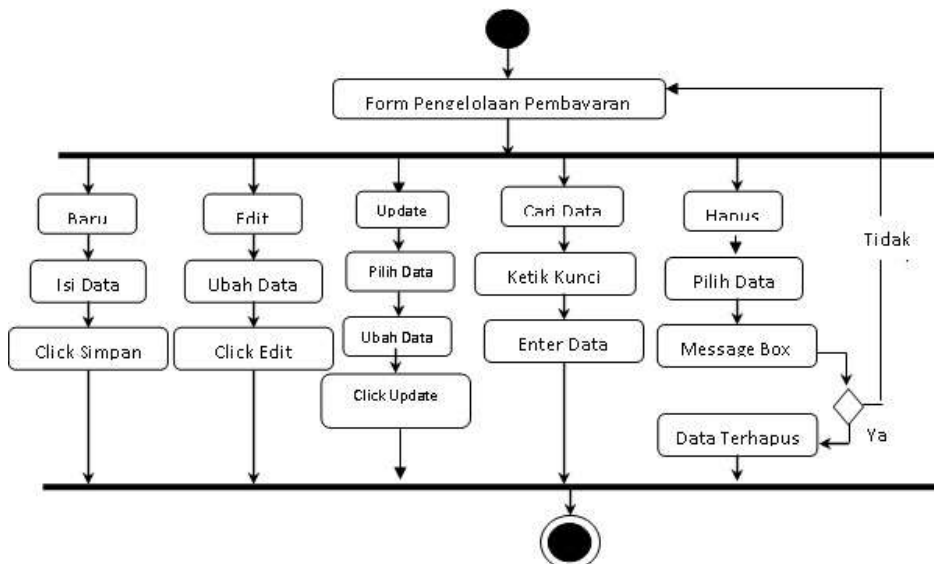 Form Pengelolaan Pembayaran
Baru
Edit
Update
Cari Data
Hapus
Tidak
Isi Data
Ubah Data
Pilih Data
Ketik Kunci
Pilih Data
Click Simpan
Click Edit
Ubah Data
Enter Data
Message Box
Click Update
Data Terhapus
Ya